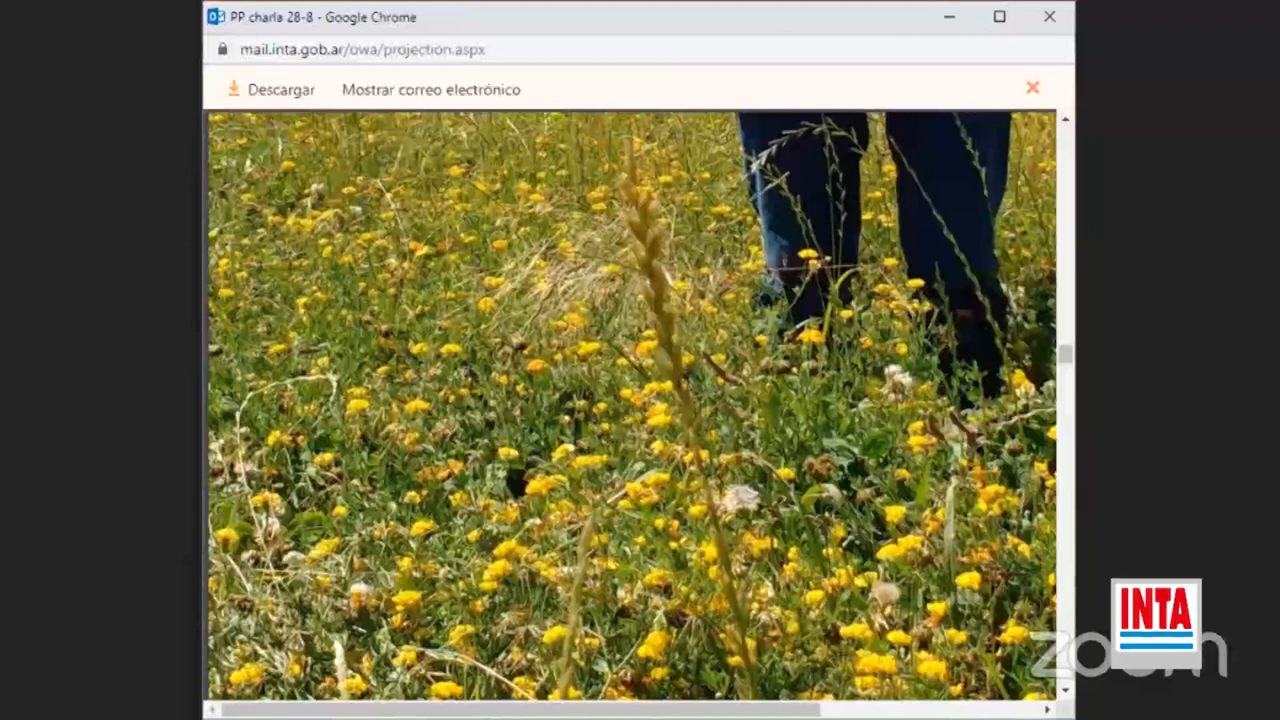 PP charla 28-8 - Google Chrome
mail.inta.gob.ar/owa/projection.aspx
Descargar Mostrar correo electrónico
INTA
zoom